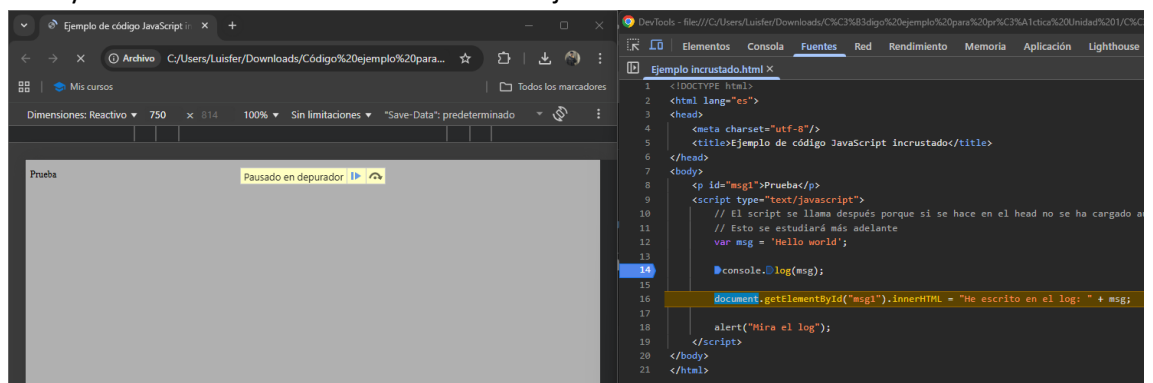 Ejemplo de código JavaScript in
Archivo C:/Users/Luisfer/Downloads/Código%20ejemplo%20para...
Mis cursos
Todos los marcadores
Dimensiones: Reactivo 750 x 814 100% Sin limitaciones "Save-Data": predeterminado
Prueba
Pausado en depurador
DevTools - file:///C:/Users/Luisfer/Downloads/C%C3%83digo%20ejemplo%20para%20pr%C3%A1ctica%20Unidad%201/C%C
Elementos Consola Fuentes Red Rendimiento Memoria Aplicación Lighthouse
Ejemplo incrustado.html
1 <!DOCTYPE html>
2 <html lang="es">
3 <head>
4 <meta charset="utf-8"/>
5 <title>Ejemplo de código JavaScript incrustado</title>
6 </head>
7 <body>
8 <p id="msg1">Prueba</p>
9 <script type="text/javascript">
10 // El script se llama después porque si se hace en el head no se ha cargado
11 // Esto se estudiará más adelante
12 var msg = 'Hello world';
13
14 console.log(msg);
15
16 document.getElementById("msg1").innerHTML = "He escrito en el log: " + msg;
17
18 alert("Mira el log");
19 </script>
20 </body>
21 </html>